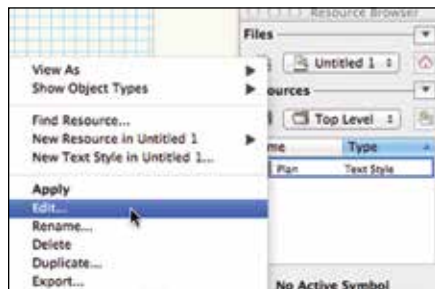 Resource Browser
Files
Untitled 1
View As
Show Object Types
ources
Find Resource...
New Resource in Untitled 1
New Text Style in Untitled 1...
Top Level
me Type
Plan Text Style
Apply
Edit...
Rename...
Delete
Duplicate...
Export...
No Active Symbol